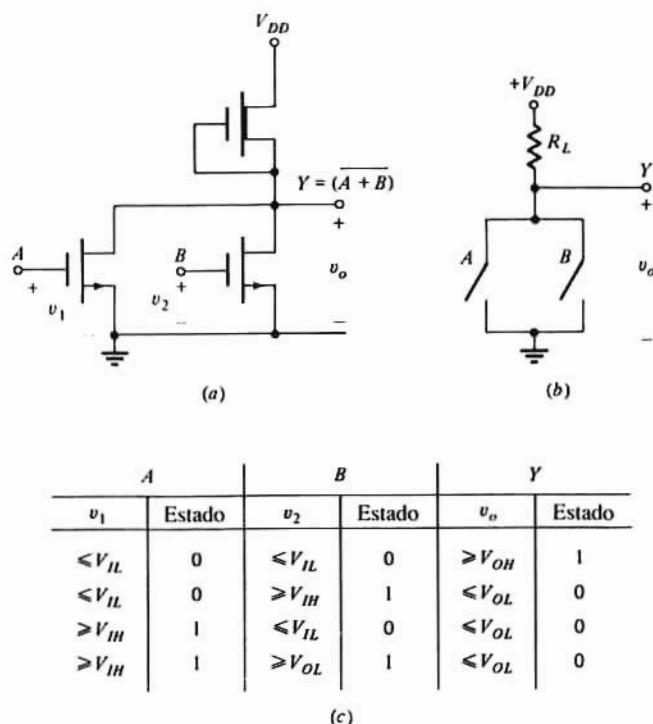 V_DD
+V_DD
R_L
Y = (\overline{A + B})
Y
+
+
A
+
v_1
B
+
v_2
−
v_o
−
A
B
v_o
−
(a)
(b)
A B Y
v_1 Estado v_2 Estado v_o Estado
≤V_IL 0 ≤V_IL 0 ≥V_OH 1
≤V_IL 0 ≥V_IH 1 ≤V_OL 0
≥V_IH 1 ≤V_IL 0 ≤V_OL 0
≥V_IH 1 ≥V_OL 1 ≤V_OL 0
(c)